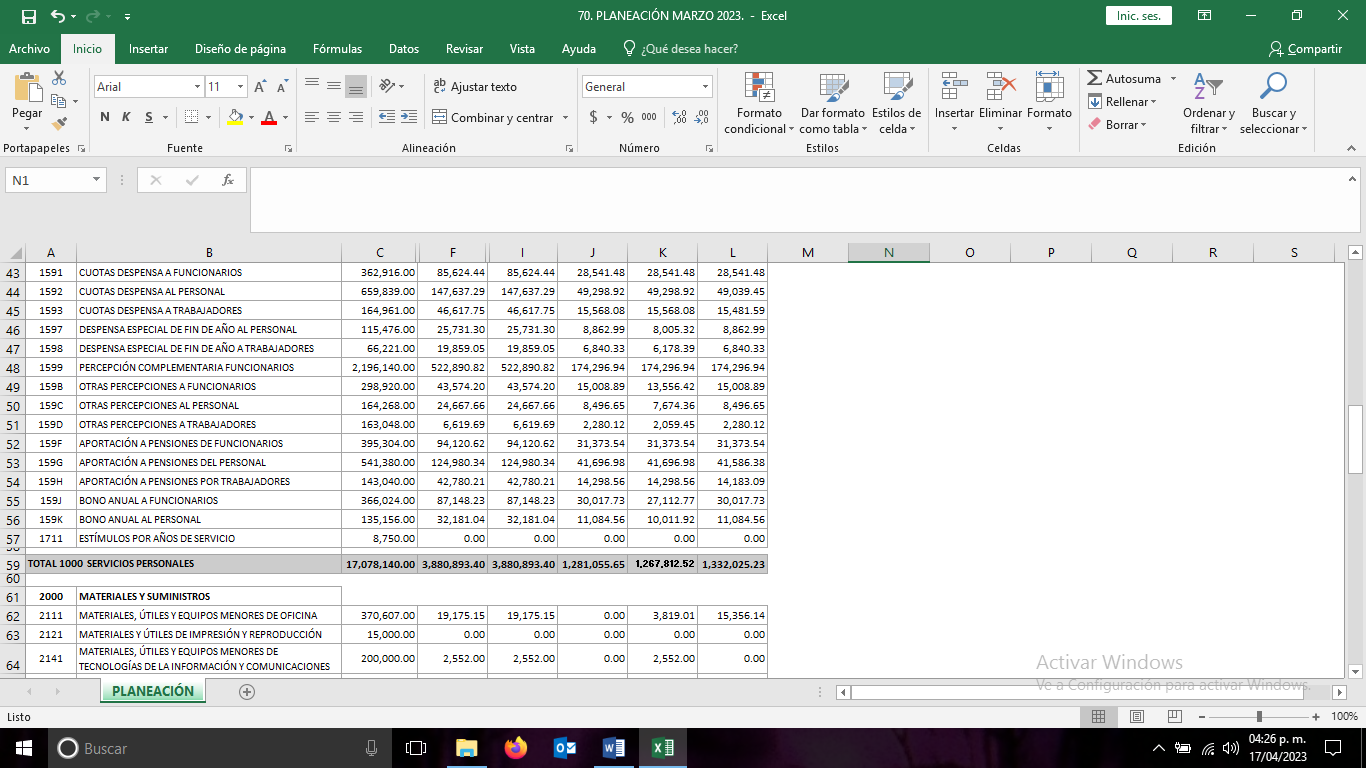 70. PLANEACIÓN MARZO 2023. - Excel
Inic. ses.
Archivo Inicio Insertar Diseño de página Fórmulas Datos Revisar Vista Ayuda ¿Qué desea hacer? Compartir
Pegar
Portapapeles
Arial 11
N K S
Fuente
Ajustar texto
Combinar y centrar
Alineación
General
$ % 000
Número
Formato condicional
Dar formato como tabla
Estilos de celda
Estilos
Insertar Eliminar Formato
Celdas
Autosuma
Rellenar
Borrar
Ordenar y filtrar
Buscar y seleccionar
Edición
N1 fx
A B C F I J K L M N O P Q R S
43 1591 CUOTAS DESPENSA A FUNCIONARIOS 362,916.00 85,624.44 85,624.44 28,541.48 28,541.48 28,541.48
44 1592 CUOTAS DESPENSA AL PERSONAL 659,839.00 147,637.29 147,637.29 49,298.92 49,298.92 49,039.45
45 1593 CUOTAS DESPENSA A TRABAJADORES 164,961.00 46,617.75 46,617.75 15,568.08 15,568.08 15,481.59
46 1597 DESPENSA ESPECIAL DE FIN DE AÑO AL PERSONAL 115,476.00 25,731.30 25,731.30 8,862.99 8,005.32 8,862.99
47 1598 DESPENSA ESPECIAL DE FIN DE AÑO A TRABAJADORES 66,221.00 19,859.05 19,859.05 6,840.33 6,178.39 6,840.33
48 1599 PERCEPCIÓN COMPLEMENTARIA FUNCIONARIOS 2,196,140.00 522,890.82 522,890.82 174,296.94 174,296.94 174,296.94
49 159B OTRAS PERCEPCIONES A FUNCIONARIOS 298,920.00 43,574.20 43,574.20 15,008.89 13,556.42 15,008.89
50 159C OTRAS PERCEPCIONES AL PERSONAL 164,268.00 24,667.66 24,667.66 8,496.65 7,674.36 8,496.65
51 159D OTRAS PERCEPCIONES A TRABAJADORES 163,048.00 6,619.69 6,619.69 2,280.12 2,059.45 2,280.12
52 159F APORTACIÓN A PENSIONES DE FUNCIONARIOS 395,304.00 94,120.62 94,120.62 31,373.54 31,373.54 31,373.54
53 159G APORTACIÓN A PENSIONES DEL PERSONAL 541,380.00 124,980.34 124,980.34 41,696.98 41,696.98 41,586.38
54 159H APORTACIÓN A PENSIONES POR TRABAJADORES 143,040.00 42,780.21 42,780.21 14,298.56 14,298.56 14,183.09
55 159J BONO ANUAL A FUNCIONARIOS 366,024.00 87,148.23 87,148.23 30,017.73 27,112.77 30,017.73
56 159K BONO ANUAL AL PERSONAL 135,156.00 32,181.04 32,181.04 11,084.56 10,011.92 11,084.56
57 1711 ESTÍMULOS POR AÑOS DE SERVICIO 8,750.00 0.00 0.00 0.00 0.00 0.00
59 TOTAL 1000 SERVICIOS PERSONALES 17,078,140.00 3,880,893.40 3,880,893.40 1,281,055.65 1,267,812.52 1,332,025.23
60
61 2000 MATERIALES Y SUMINISTROS
62 2111 MATERIALES, ÚTILES Y EQUIPOS MENORES DE OFICINA 370,607.00 19,175.15 19,175.15 0.00 3,819.01 15,356.14
63 2121 MATERIALES Y ÚTILES DE IMPRESIÓN Y REPRODUCCIÓN 15,000.00 0.00 0.00 0.00 0.00 0.00
64 2141 MATERIALES, ÚTILES Y EQUIPOS MENORES DE
TECNOLOGÍAS DE LA INFORMACIÓN Y COMUNICACIONES 200,000.00 2,552.00 2,552.00 0.00 2,552.00 0.00
Activar Windows
Ve a Configuración para activar Windows.
PLANEACIÓN
Listo
100%
Buscar
04:26 p. m.
17/04/2023